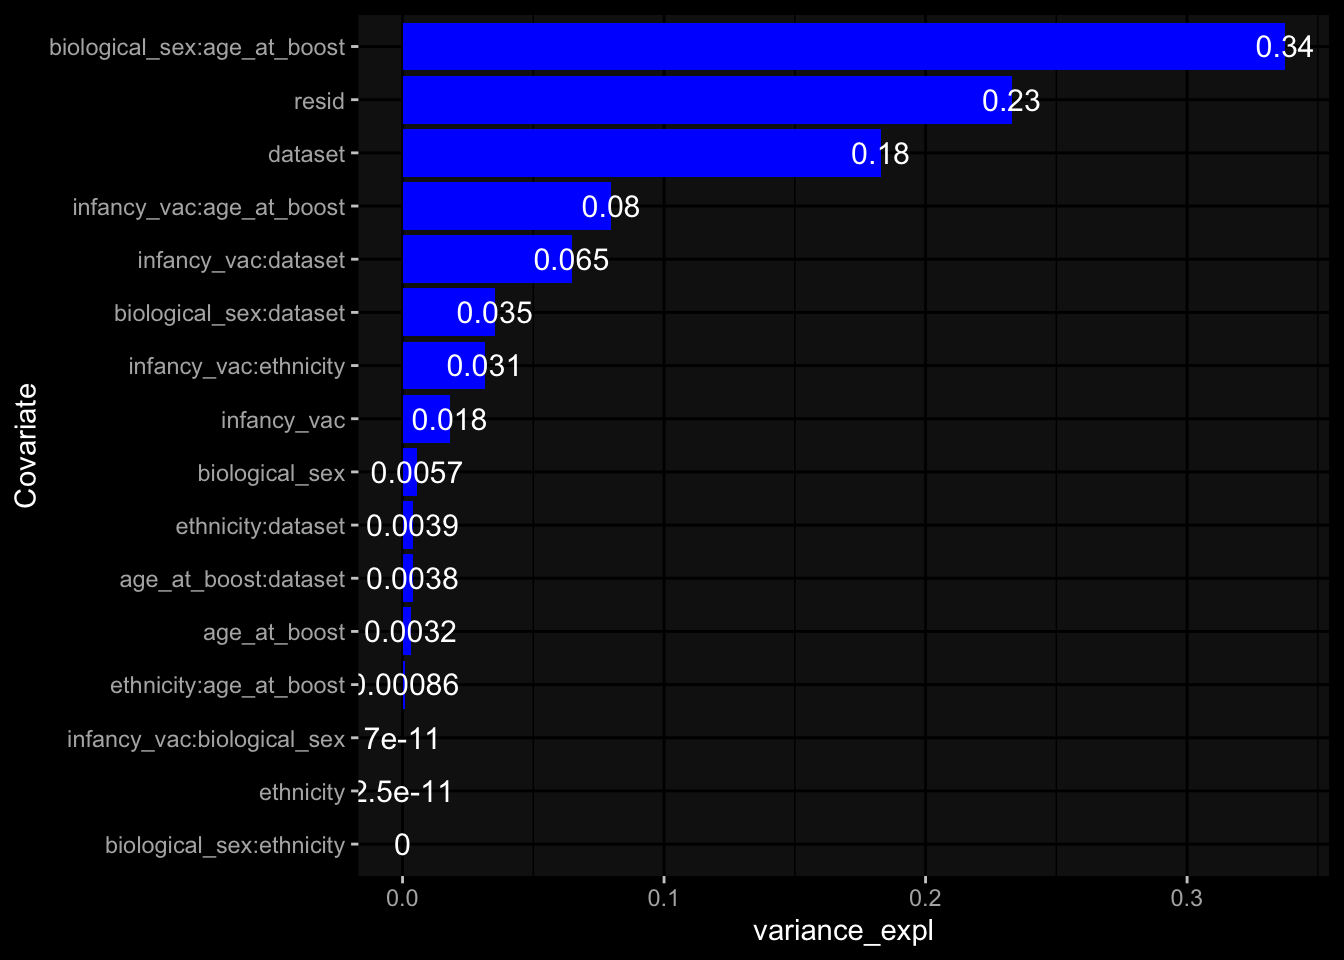 biological_sex:age_at_boost 0.34
resid 0.23
dataset 0.18
infancy_vac:age_at_boost 0.08
infancy_vac:dataset 0.065
biological_sex:dataset 0.035
infancy_vac:ethnicity 0.031
infancy_vac 0.018
biological_sex 0.0057
ethnicity:dataset 0.0039
age_at_boost:dataset 0.0038
age_at_boost 0.0032
ethnicity:age_at_boost 0.00086
infancy_vac:biological_sex 7e-11
ethnicity 2.5e-11
biological_sex:ethnicity 0
Covariate
0.0 0.1 0.2 0.3
variance_expl